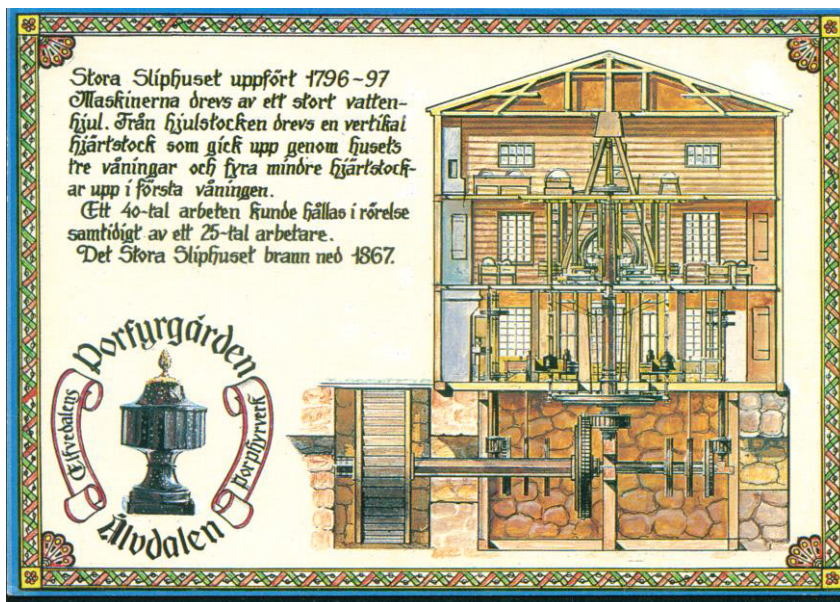 Stora Sliphuset uppfört 1796-97
Maskinerna drevs av ett stort vatten-
hjul. Från hjulstocken drevs en vertikal
hjärtstock som gick upp genom husets
tre våningar och fyra mindre hjärtstock-
ar upp i första våningen.
Ett 40-tal arbeten kunde hållas i rörelse
samtidigt av ett 25-tal arbetare.
Det Stora Sliphuset brann ned 1867.
Porfyrgården
Elfvedalens
Porphyrverk
Älvdalen